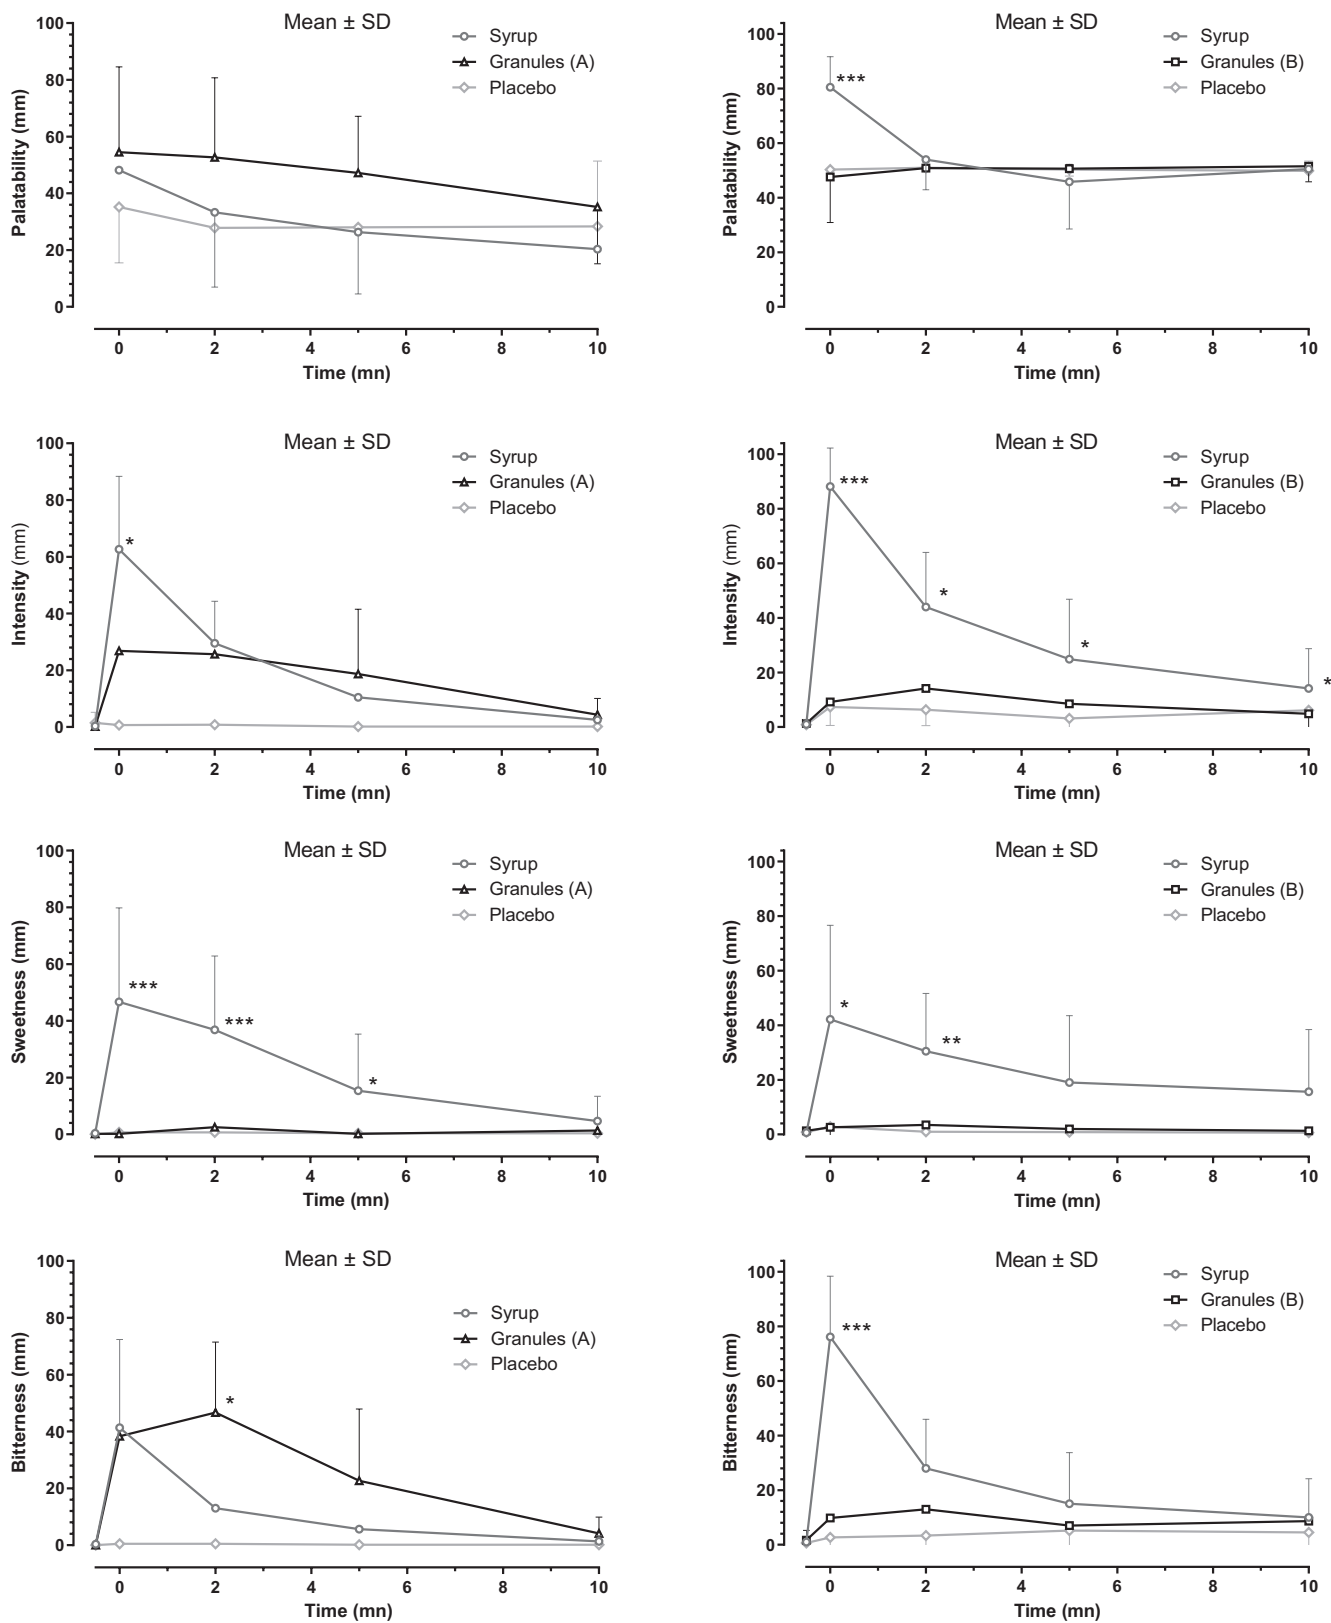 Mean ± SD
Syrup
Granules (A)
Placebo
100
80
60
40
20
0
Palatability (mm)
0 2 4 6 8 10
Time (mn)
Mean ± SD
Syrup
Granules (B)
Placebo
***
100
80
60
40
20
0
Palatability (mm)
0 2 4 6 8 10
Time (mn)
Mean ± SD
Syrup
Granules (A)
Placebo
*
100
80
60
40
20
0
Intensity (mm)
0 2 4 6 8 10
Time (mn)
Mean ± SD
Syrup
Granules (B)
Placebo
***
*
*
*
100
80
60
40
20
0
Intensity (mm)
0 2 4 6 8 10
Time (mn)
Mean ± SD
Syrup
Granules (A)
Placebo
***
***
*
100
80
60
40
20
0
Sweetness (mm)
0 2 4 6 8 10
Time (mn)
Mean ± SD
Syrup
Granules (B)
Placebo
*
**
100
80
60
40
20
0
Sweetness (mm)
0 2 4 6 8 10
Time (mn)
Mean ± SD
Syrup
Granules (A)
Placebo
*
100
80
60
40
20
0
Bitterness (mm)
0 2 4 6 8 10
Time (mn)
Mean ± SD
Syrup
Granules (B)
Placebo
***
100
80
60
40
20
0
Bitterness (mm)
0 2 4 6 8 10
Time (mn)